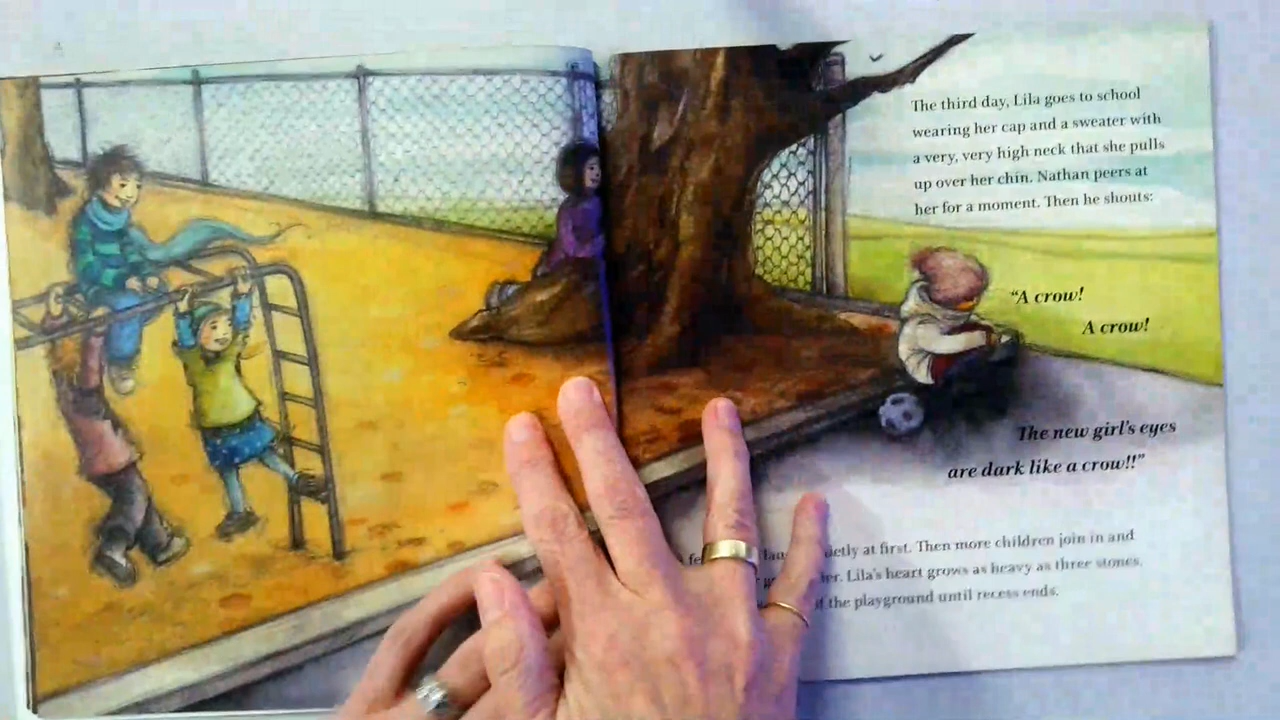 The third day, Lila goes to school
wearing her cap and a sweater with
a very, very high neck that she pulls
up over her chin. Nathan peers at
her for a moment. Then he shouts:
“A crow!
A crow!
The new girl’s eyes
are dark like a crow!!”
at first. Then more children join in and
Lila’s heart grows as heavy as three stones.
the playground until recess ends.